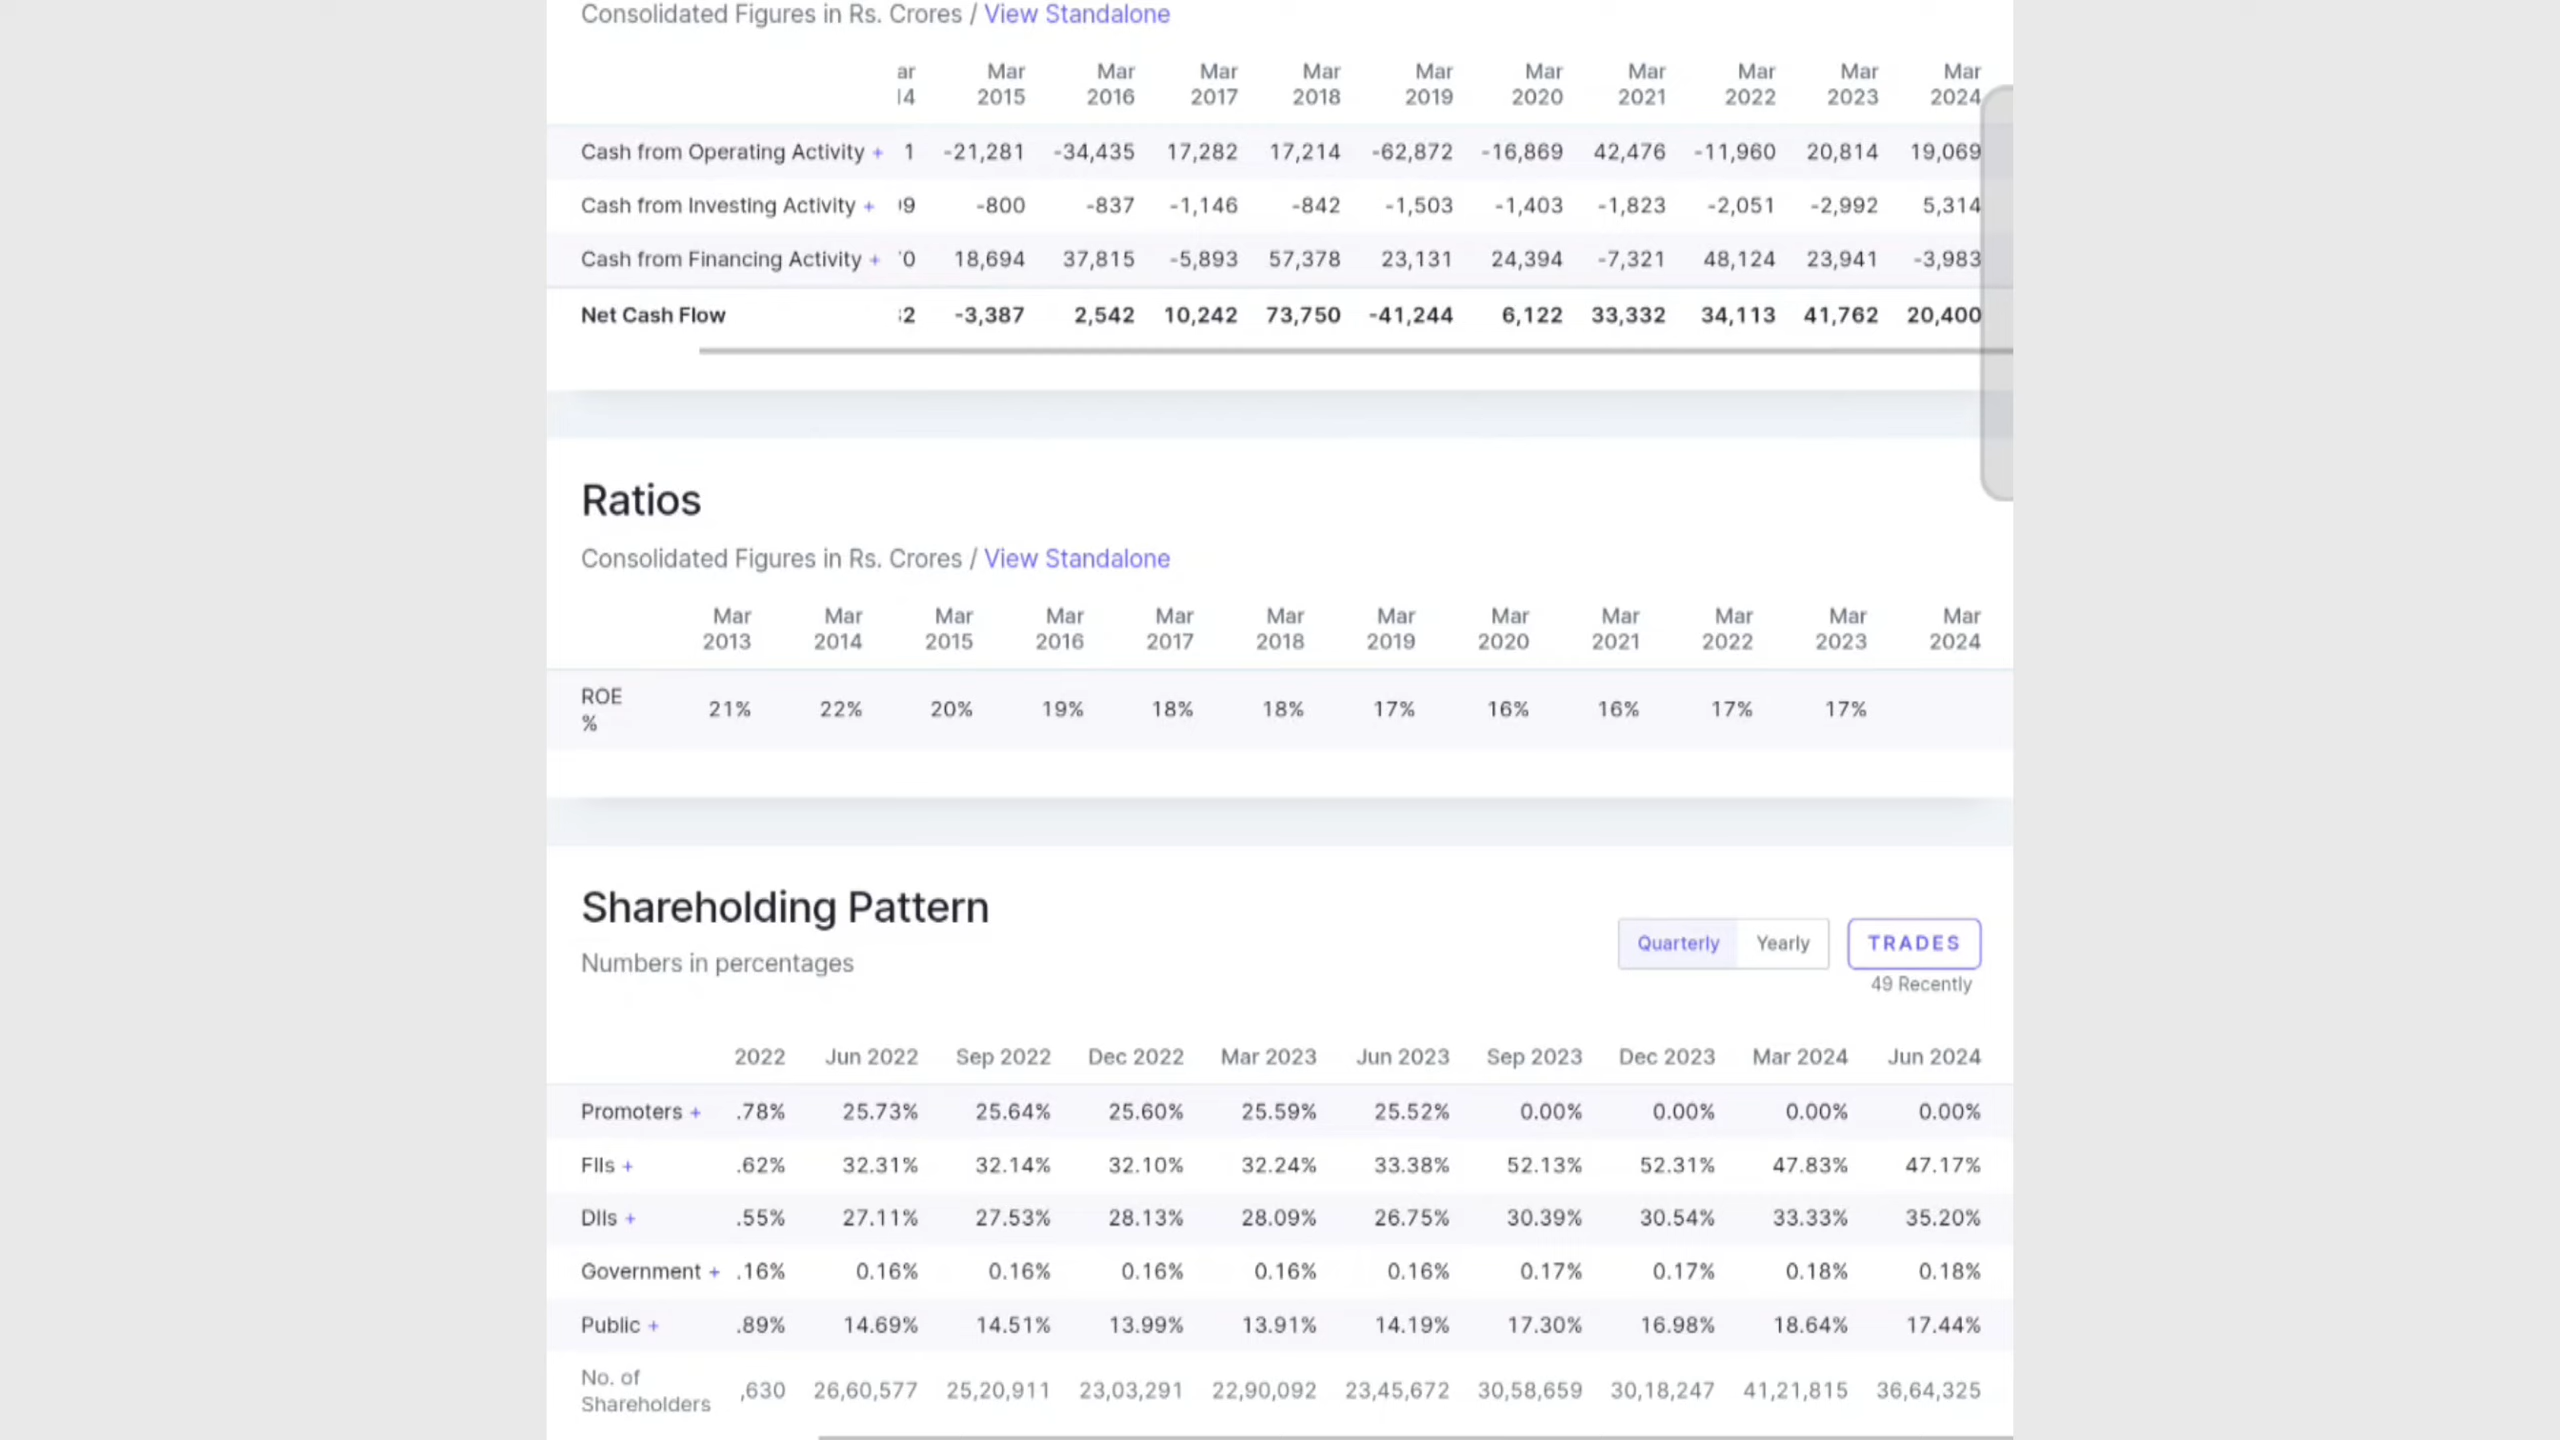 Consolidated Figures in Rs. Crores / View Standalone
ar Mar Mar Mar Mar Mar Mar Mar Mar Mar Mar
14 2015 2016 2017 2018 2019 2020 2021 2022 2023 2024
Cash from Operating Activity + 1 -21,281 -34,435 17,282 17,214 -62,872 -16,869 42,476 -11,960 20,814 19,069
Cash from Investing Activity + 9 -800 -837 -1,146 -842 -1,503 -1,403 -1,823 -2,051 -2,992 5,314
Cash from Financing Activity + 0 18,694 37,815 -5,893 57,378 23,131 24,394 -7,321 48,124 23,941 -3,983
Net Cash Flow 2 -3,387 2,542 10,242 73,750 -41,244 6,122 33,332 34,113 41,762 20,400
Ratios
Consolidated Figures in Rs. Crores / View Standalone
Mar Mar Mar Mar Mar Mar Mar Mar Mar Mar Mar Mar
2013 2014 2015 2016 2017 2018 2019 2020 2021 2022 2023 2024
ROE
% 21% 22% 20% 19% 18% 18% 17% 16% 16% 17% 17%
Shareholding Pattern
Numbers in percentages
Quarterly Yearly TRADES
49 Recently
2022 Jun 2022 Sep 2022 Dec 2022 Mar 2023 Jun 2023 Sep 2023 Dec 2023 Mar 2024 Jun 2024
Promoters + .78% 25.73% 25.64% 25.60% 25.59% 25.52% 0.00% 0.00% 0.00% 0.00%
FIIs + .62% 32.31% 32.14% 32.10% 32.24% 33.38% 52.13% 52.31% 47.83% 47.17%
DIIs + .55% 27.11% 27.53% 28.13% 28.09% 26.75% 30.39% 30.54% 33.33% 35.20%
Government + .16% 0.16% 0.16% 0.16% 0.16% 0.16% 0.17% 0.17% 0.18% 0.18%
Public + .89% 14.69% 14.51% 13.99% 13.91% 14.19% 17.30% 16.98% 18.64% 17.44%
No. of
Shareholders ,630 26,60,577 25,20,911 23,03,291 22,90,092 23,45,672 30,58,659 30,18,247 41,21,815 36,64,325